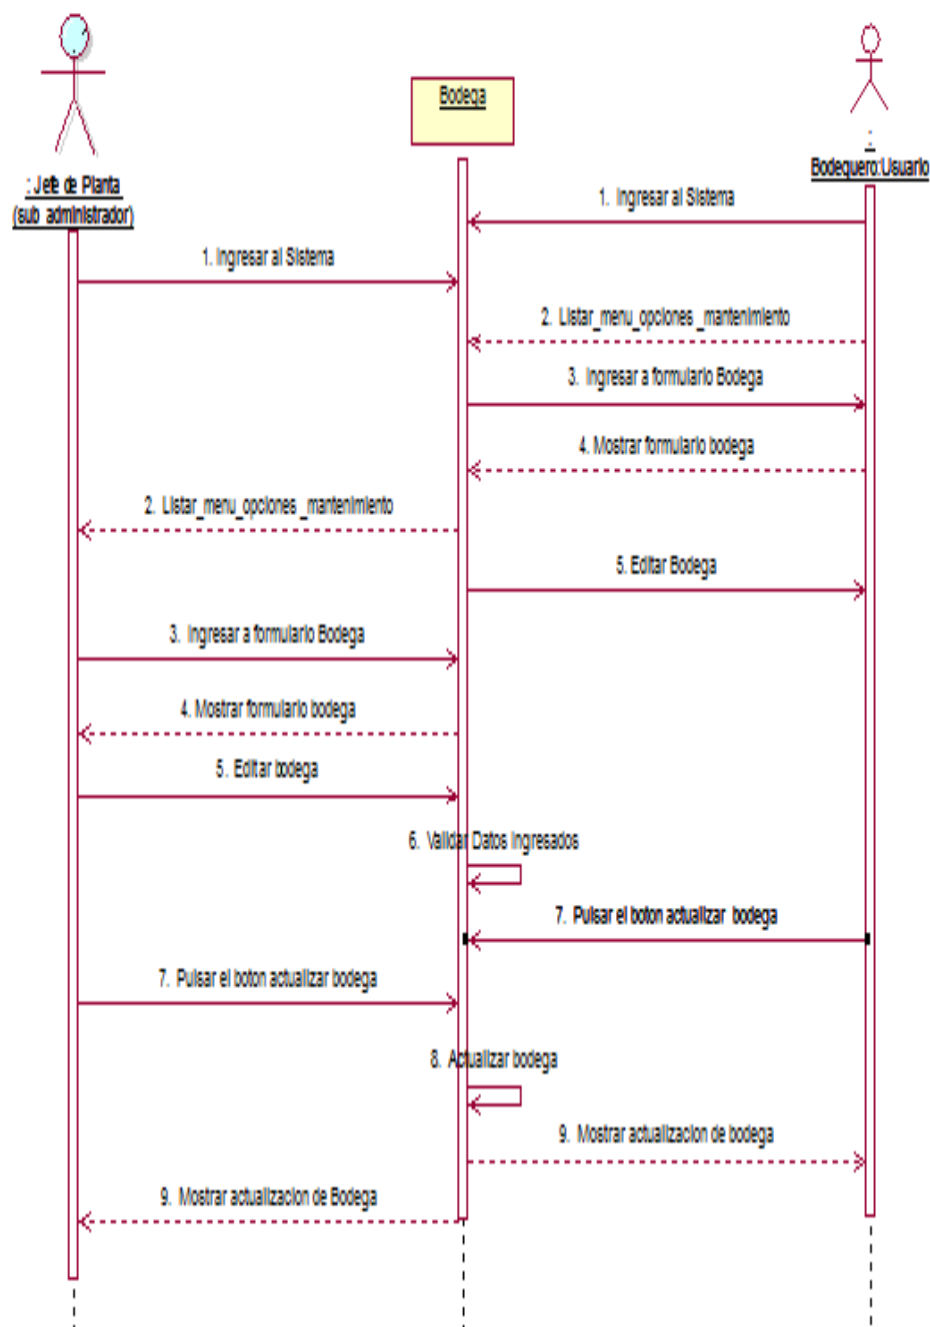 Bodega
: Jefe de Planta
(sub administrador)
:
Bodequero:Usuario
1. Ingresar al Sistema
1. Ingresar al Sistema
2. Listar_menu_opciones _mantenimiento
3. Ingresar a formulario Bodega
4. Mostrar formulario bodega
2. Listar_menu_opciones _mantenimiento
5. Editar Bodega
3. Ingresar a formulario Bodega
4. Mostrar formulario bodega
5. Editar bodega
6. Validar Datos Ingresados
7. Pulsar el boton actualizar bodega
7. Pulsar el boton actualizar bodega
8. Actualizar bodega
9. Mostrar actualizacion de bodega
9. Mostrar actualizacion de Bodega